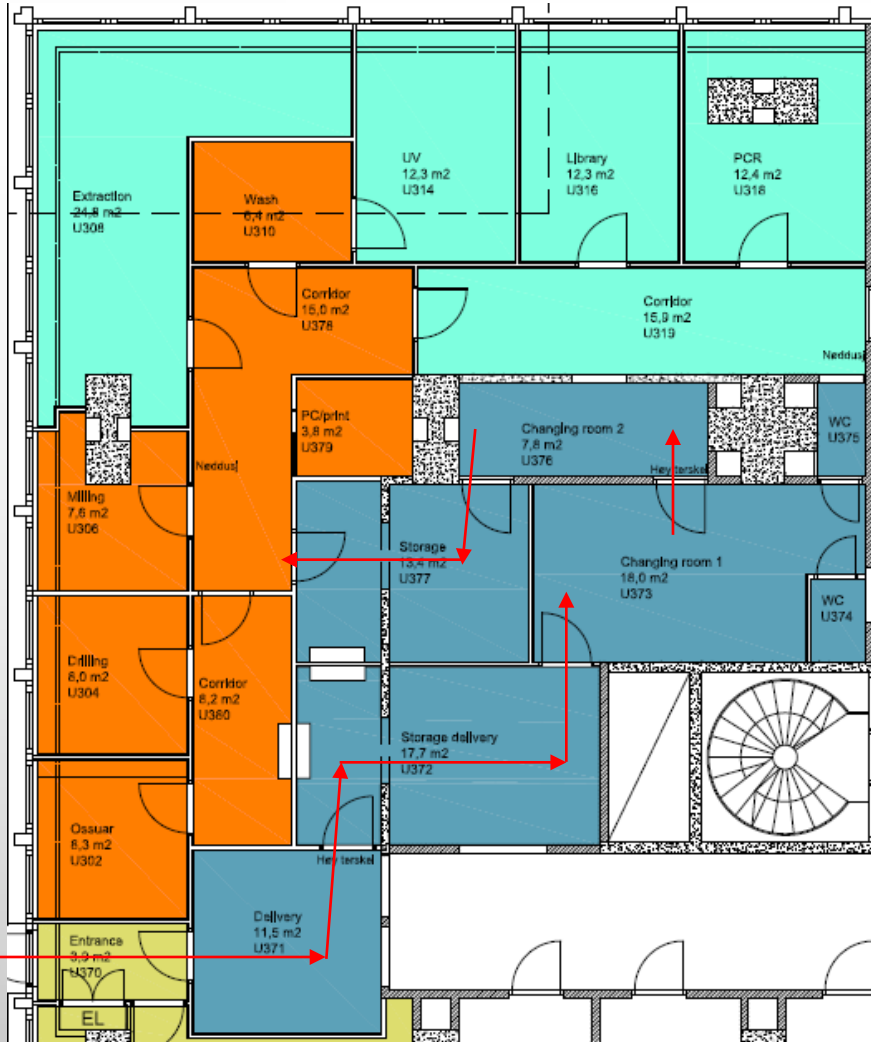 Extraction
24,8 m2
U308
Wash
6,4 m2
U310
UV
12,3 m2
U314
Library
12,3 m2
U316
PCR
12,4 m2
U318
Corridor
15,0 m2
U378
Corridor
15,9 m2
U319
Nøddusj
PC/print
3,8 m2
U379
Nøddusj
Changing room 2
7,8 m2
U376
Høy terskel
WC
U375
Milling
7,6 m2
U306
Storage
13,4 m2
U377
Changing room 1
18,0 m2
U373
WC
U374
Drilling
8,0 m2
U304
Corridor
8,2 m2
U380
Storage delivery
17,7 m2
U372
Ossuar
8,3 m2
U302
Høy terskel
Delivery
11,5 m2
U371
Entrance
m2
U370
EL